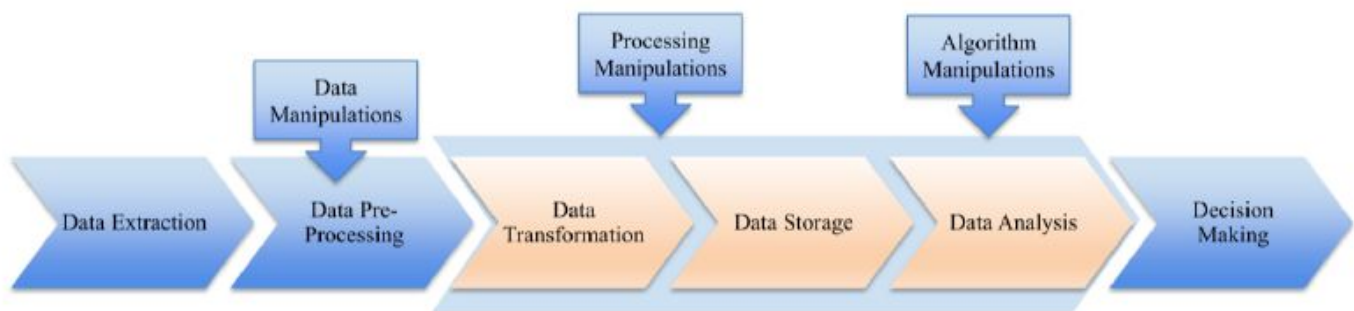 Processing
Manipulations
Algorithm
Manipulations
Data
Manipulations
Data Extraction
Data Pre-
Processing
Data
Transformation
Data Storage
Data Analysis
Decision
Making